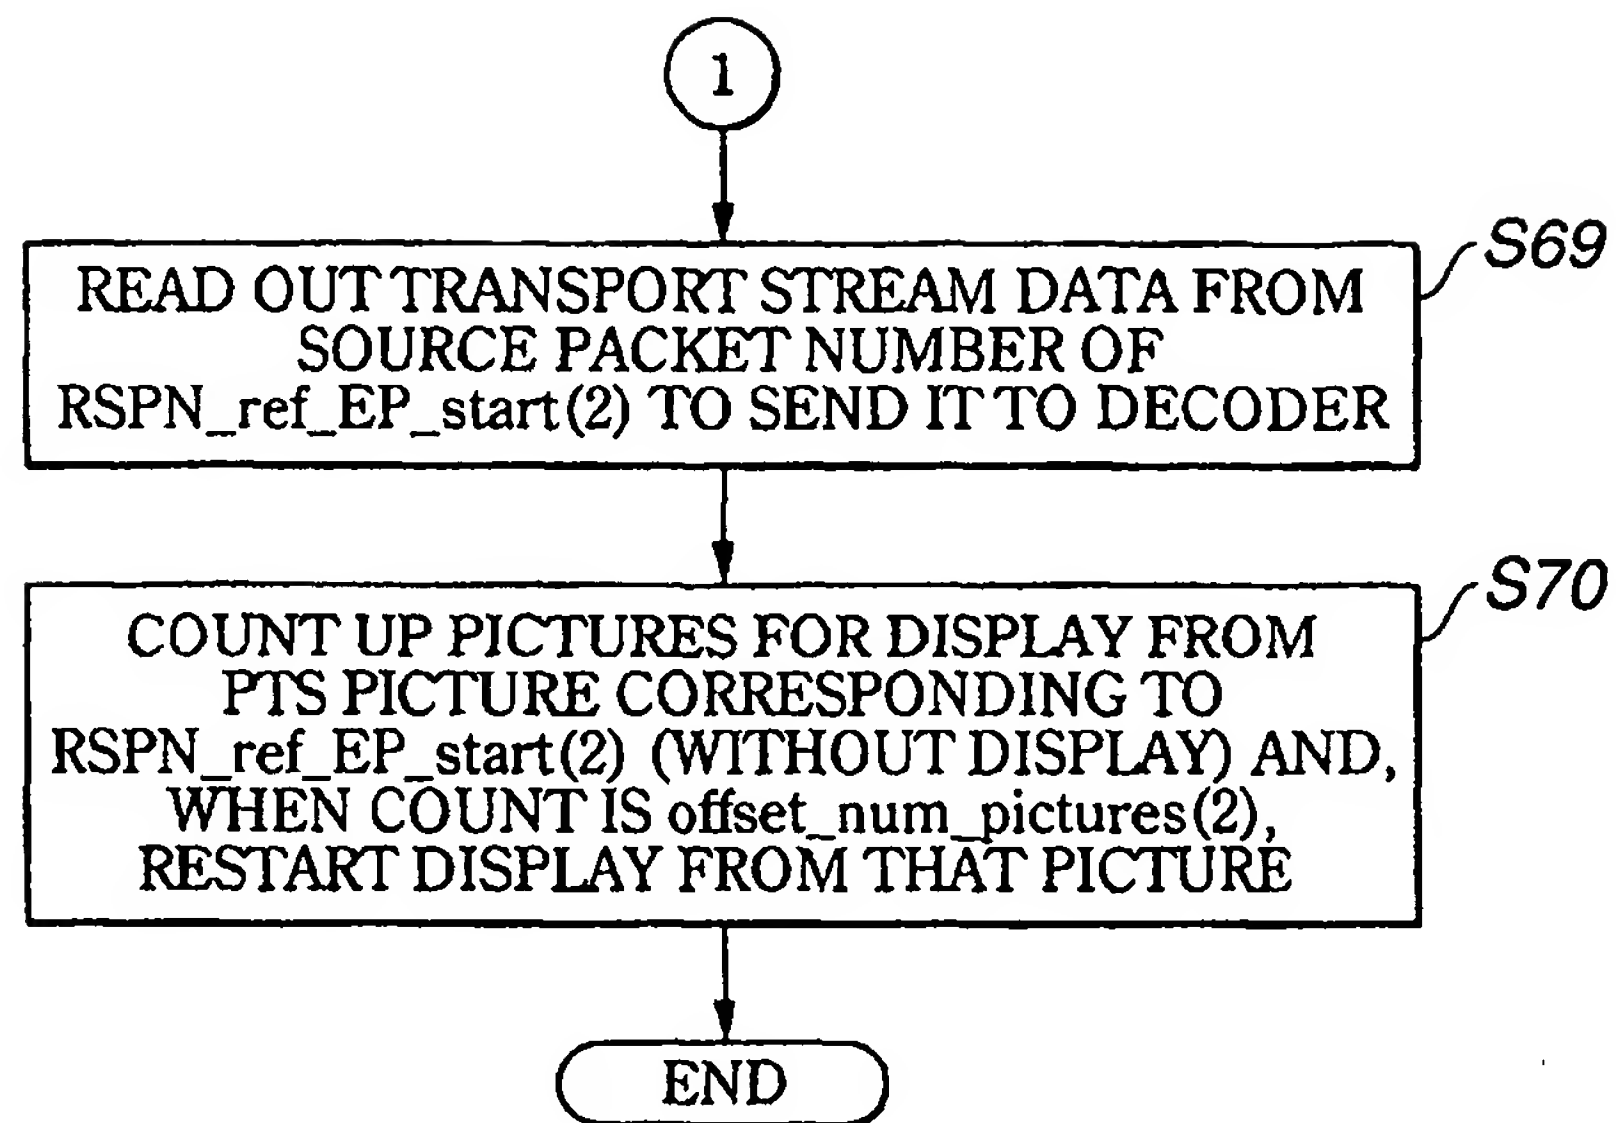 1
S69
READ OUT TRANSPORT STREAM DATA FROM
SOURCE PACKET NUMBER OF
RSPN_ref_EP_start(2) TO SEND IT TO DECODER
S70
COUNT UP PICTURES FOR DISPLAY FROM
PTS PICTURE CORRESPONDING TO
RSPN_ref_EP_start(2) (WITHOUT DISPLAY) AND,
WHEN COUNT IS offset_num_pictures(2),
RESTART DISPLAY FROM THAT PICTURE
END